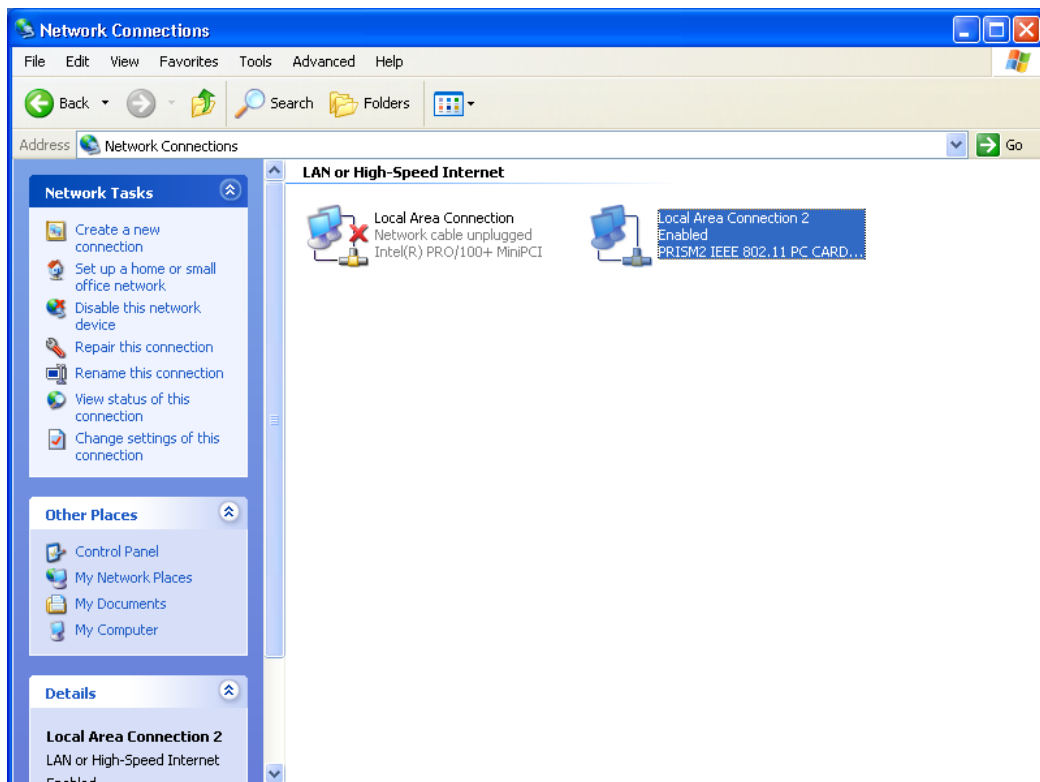 Network Connections
File Edit View Favorites Tools Advanced Help
Back Search Folders
Address Network Connections Go
Network Tasks
Create a new
connection
Set up a home or small
office network
Disable this network
device
Repair this connection
Rename this connection
View status of this
connection
Change settings of this
connection
Other Places
Control Panel
My Network Places
My Documents
My Computer
Details
Local Area Connection 2
LAN or High-Speed Internet
Enabled
LAN or High-Speed Internet
Local Area Connection
Network cable unplugged
Intel(R) PRO/100+ MiniPCI
Local Area Connection 2
Enabled
PRISM2 IEEE 802.11 PC CARD...